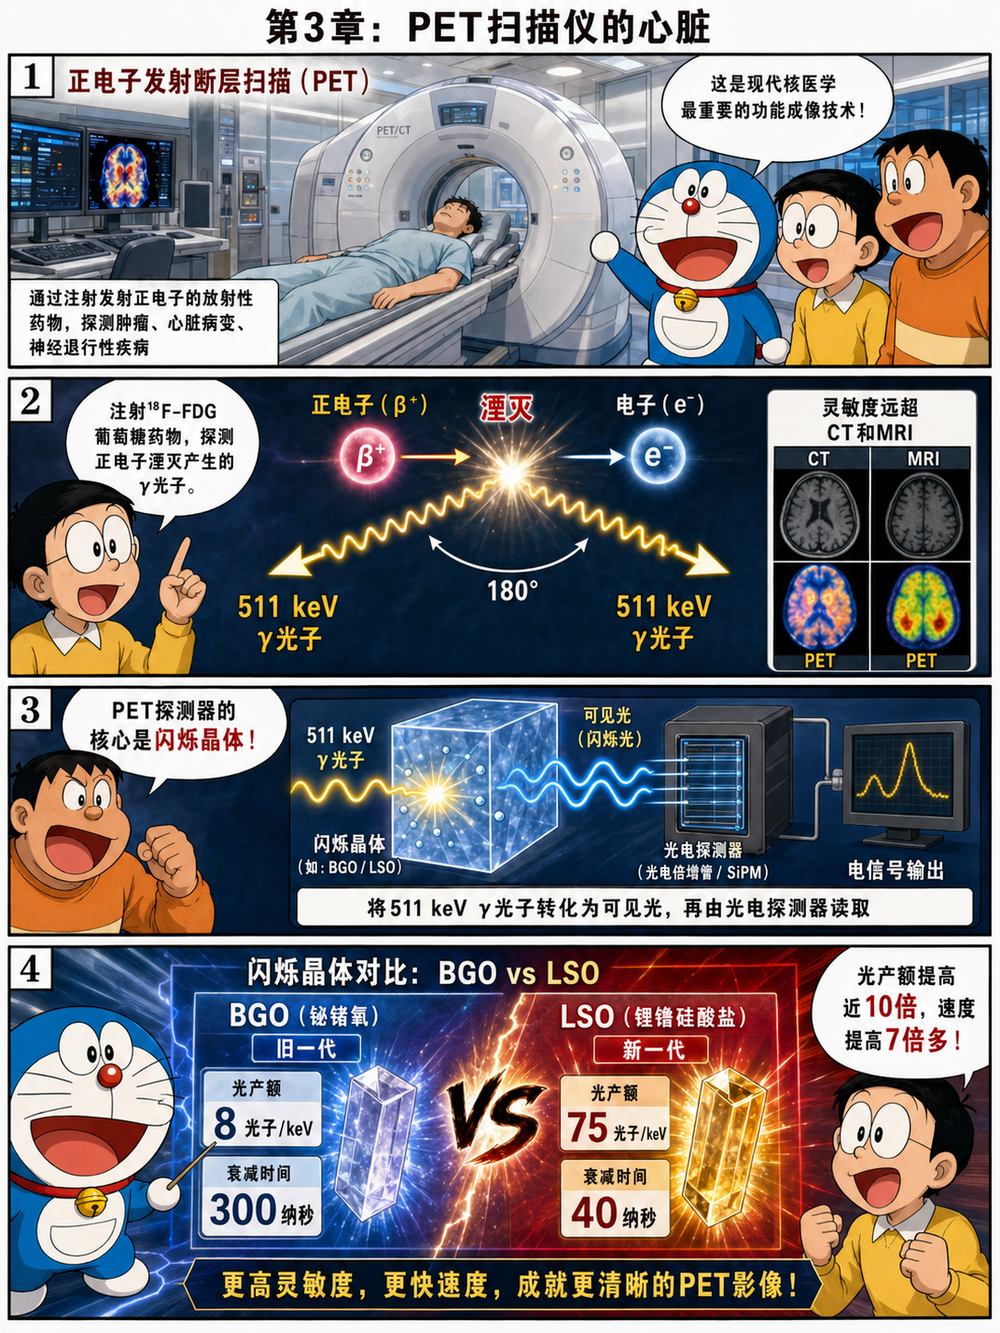 第3章：PET扫描仪的心脏
1
正电子发射断层扫描（PET）
PET/CT
这是现代核医学
最重要的功能成像技术！
通过注射发射正电子的放射性
药物，探测肿瘤、心脏病变、
神经退行性疾病
2
注射¹⁸F-FDG
葡萄糖药物，探测
正电子湮灭产生的
γ光子。
正电子（β⁺）
湮灭
电子（e⁻）
β⁺
e⁻
180°
511 keV
γ光子
511 keV
γ光子
灵敏度远超
CT和MRI
CT
MRI
PET
PET
3
PET探测器的
核心是闪烁晶体！
511 keV
γ光子
可见光
（闪烁光）
闪烁晶体
（如：BGO / LSO）
光电探测器
（光电倍增管 / SiPM）
电信号输出
将511 keV γ光子转化为可见光，再由光电探测器读取
4
闪烁晶体对比：BGO vs LSO
BGO（铋锗氧）
旧一代
光产额
8 光子/keV
衰减时间
300纳秒
VS
LSO（锂镥硅酸盐）
新一代
光产额
75 光子/keV
衰减时间
40纳秒
光产额提高
近10倍，速度
提高7倍多！
更高灵敏度，更快速度，成就更清晰的PET影像！